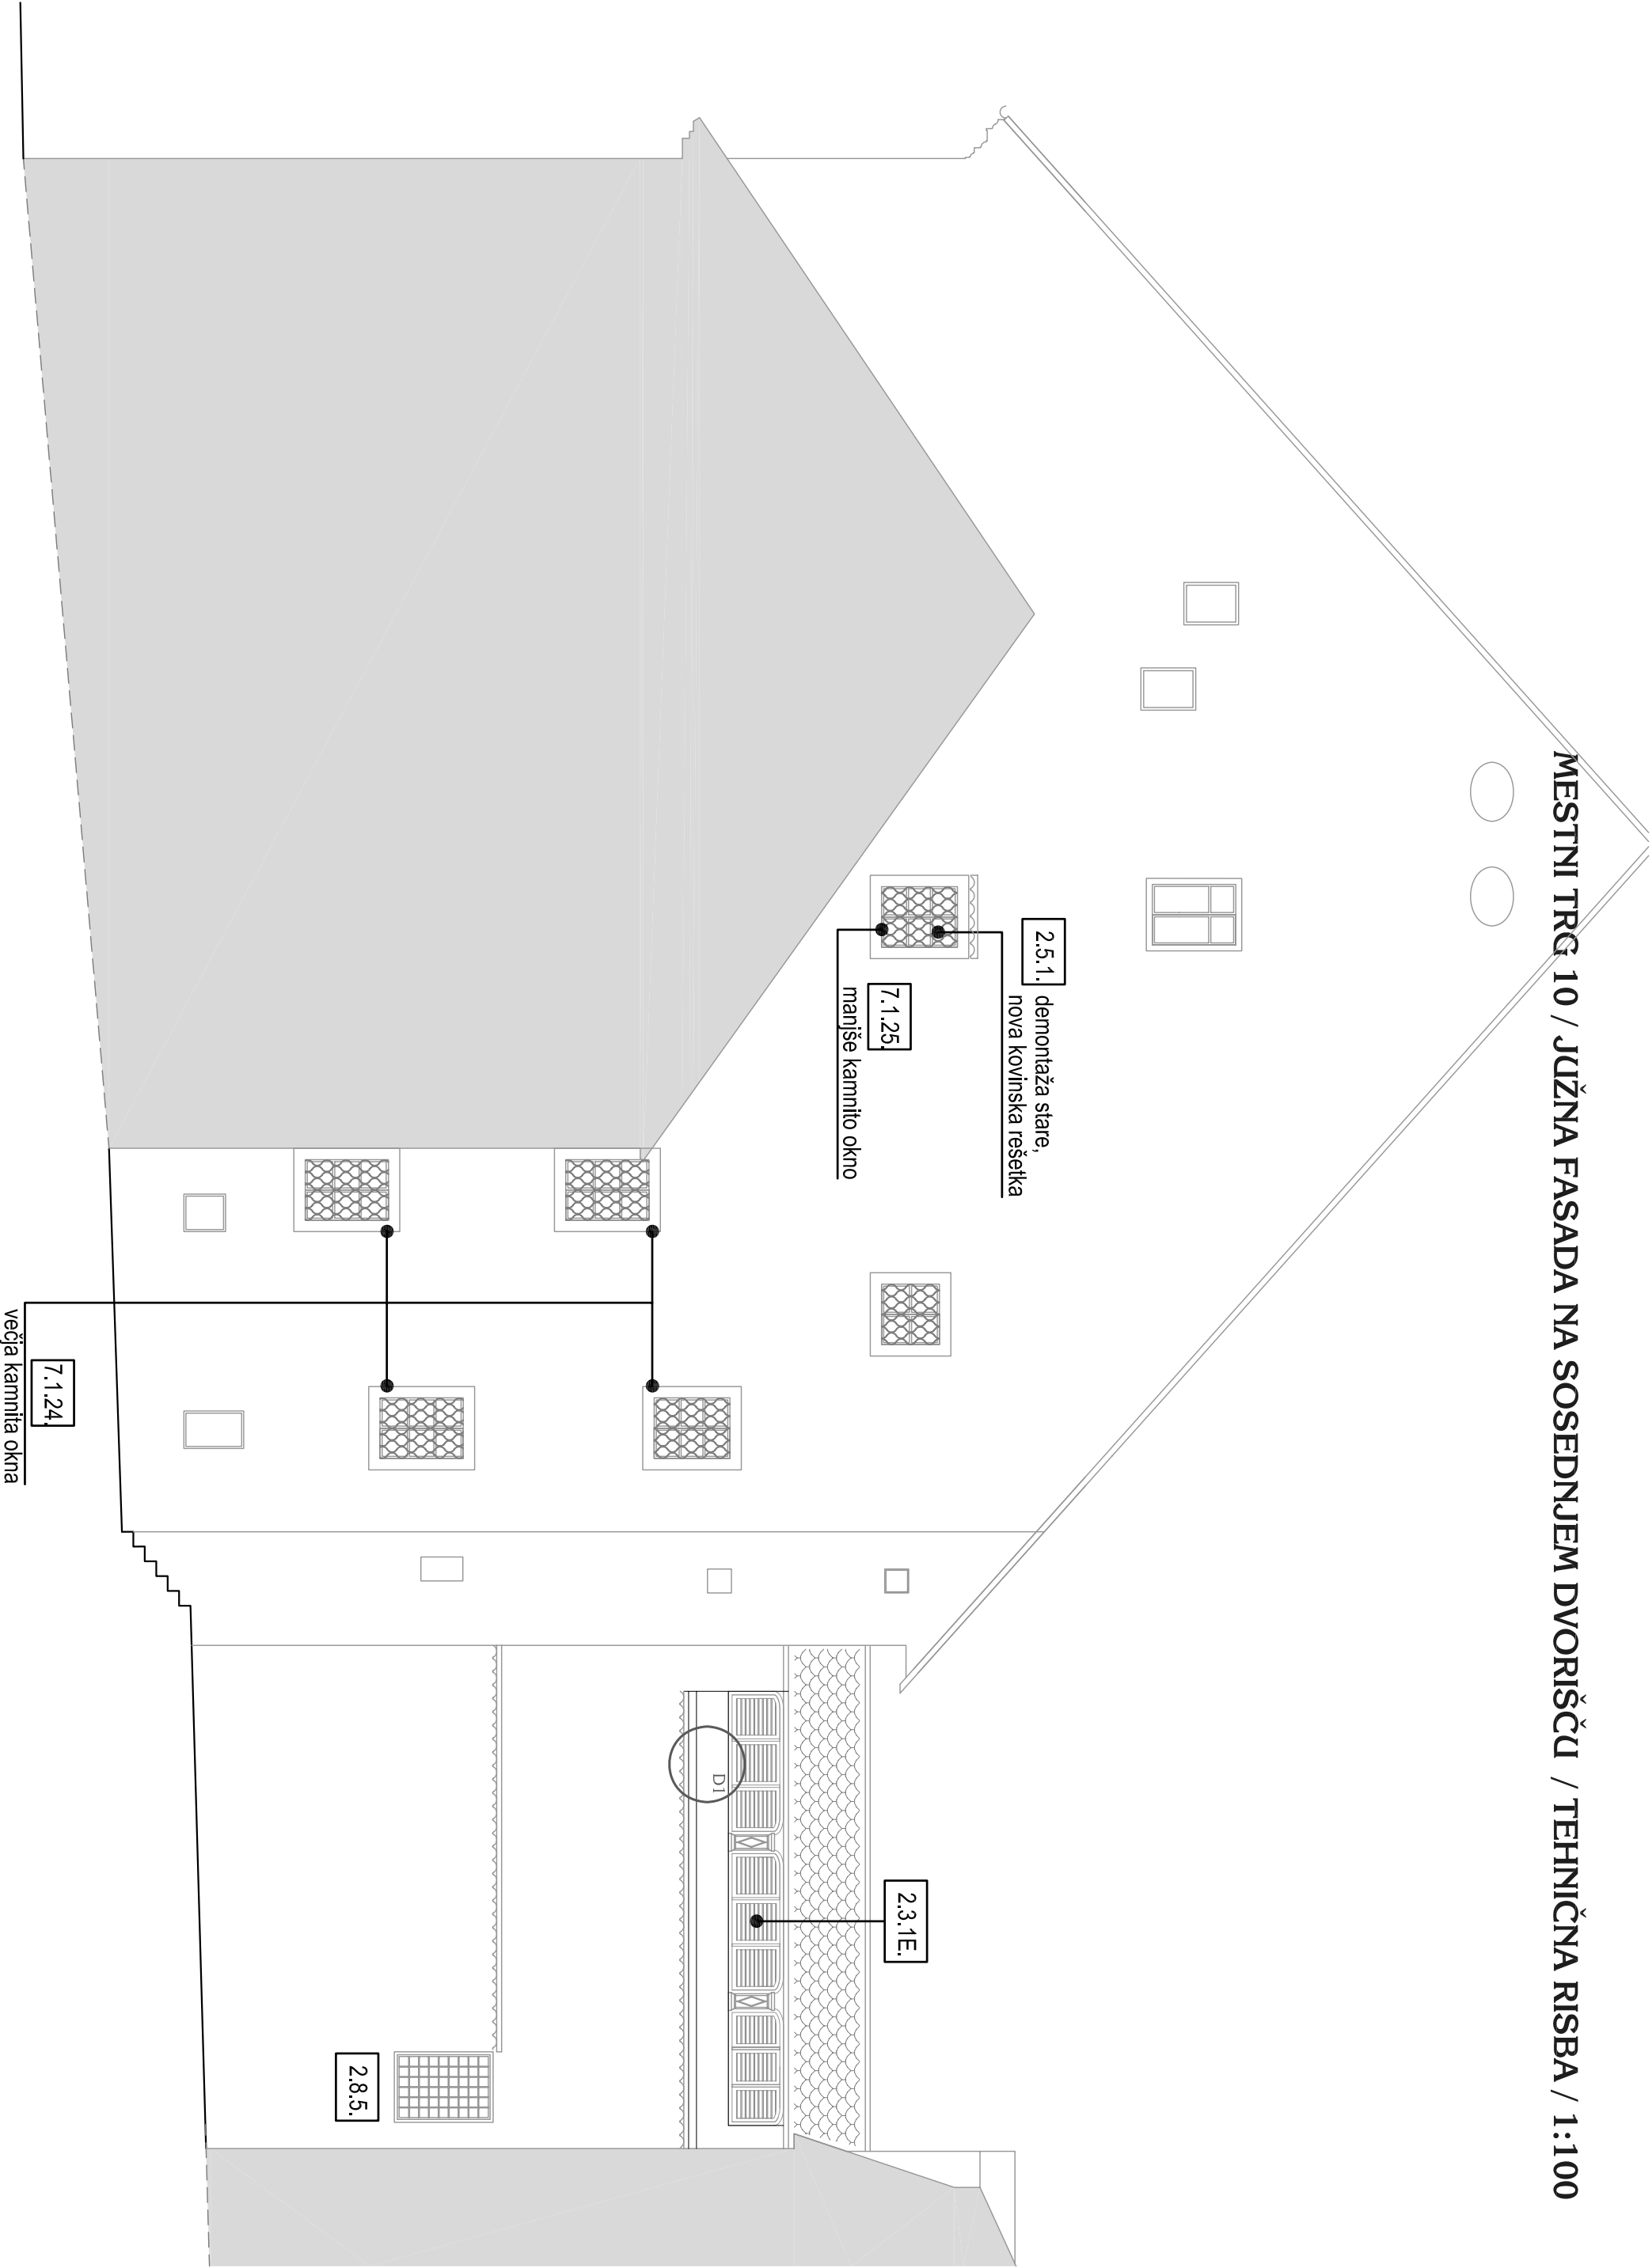 MESTNI TRG 10 / JUŽNA FASADA NA SOSEDNJEM DVORIŠČU / TEHNIČNA RISBA / 1:100
2.5.1. demontaža stare,
nova kovinska rešetka
7.1.25.
manjše kamnito okno
2.3.1E.
D1
2.8.5.
7.1.24.
večja kamnita okna